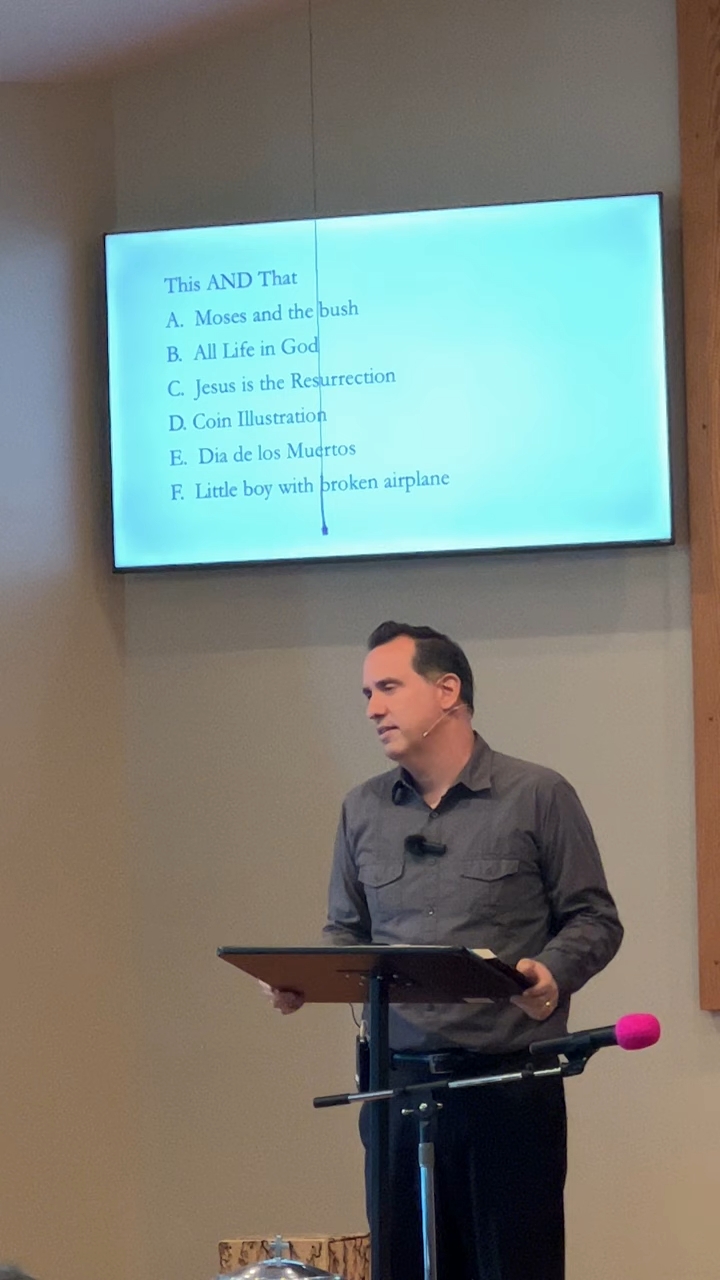 This AND That
A. Moses and the bush
B. All Life in God
C. Jesus is the Resurrection
D. Coin Illustration
E. Dia de los Muertos
F. Little boy with broken airplane